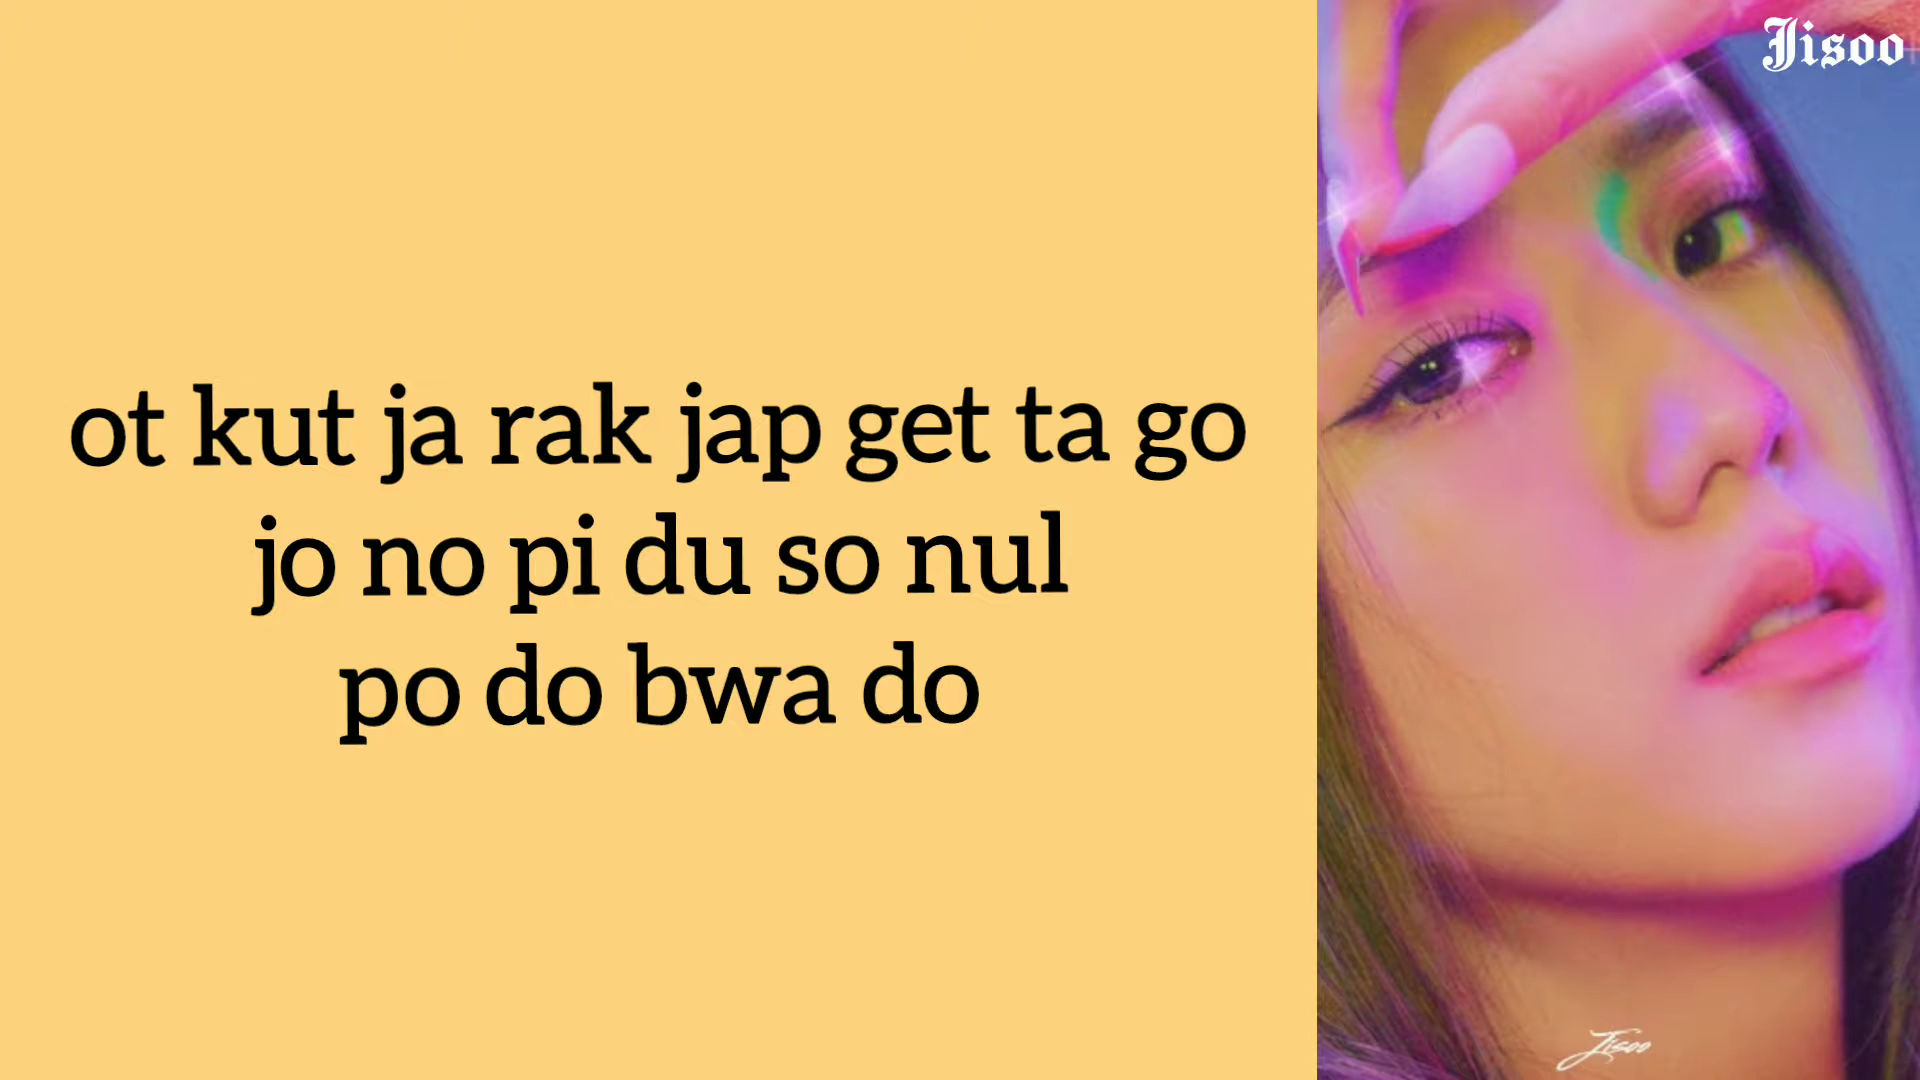 Jisoo
ot kut ja rak jap get ta go
jo no pi du so nul
po do bwa do
Jisoo